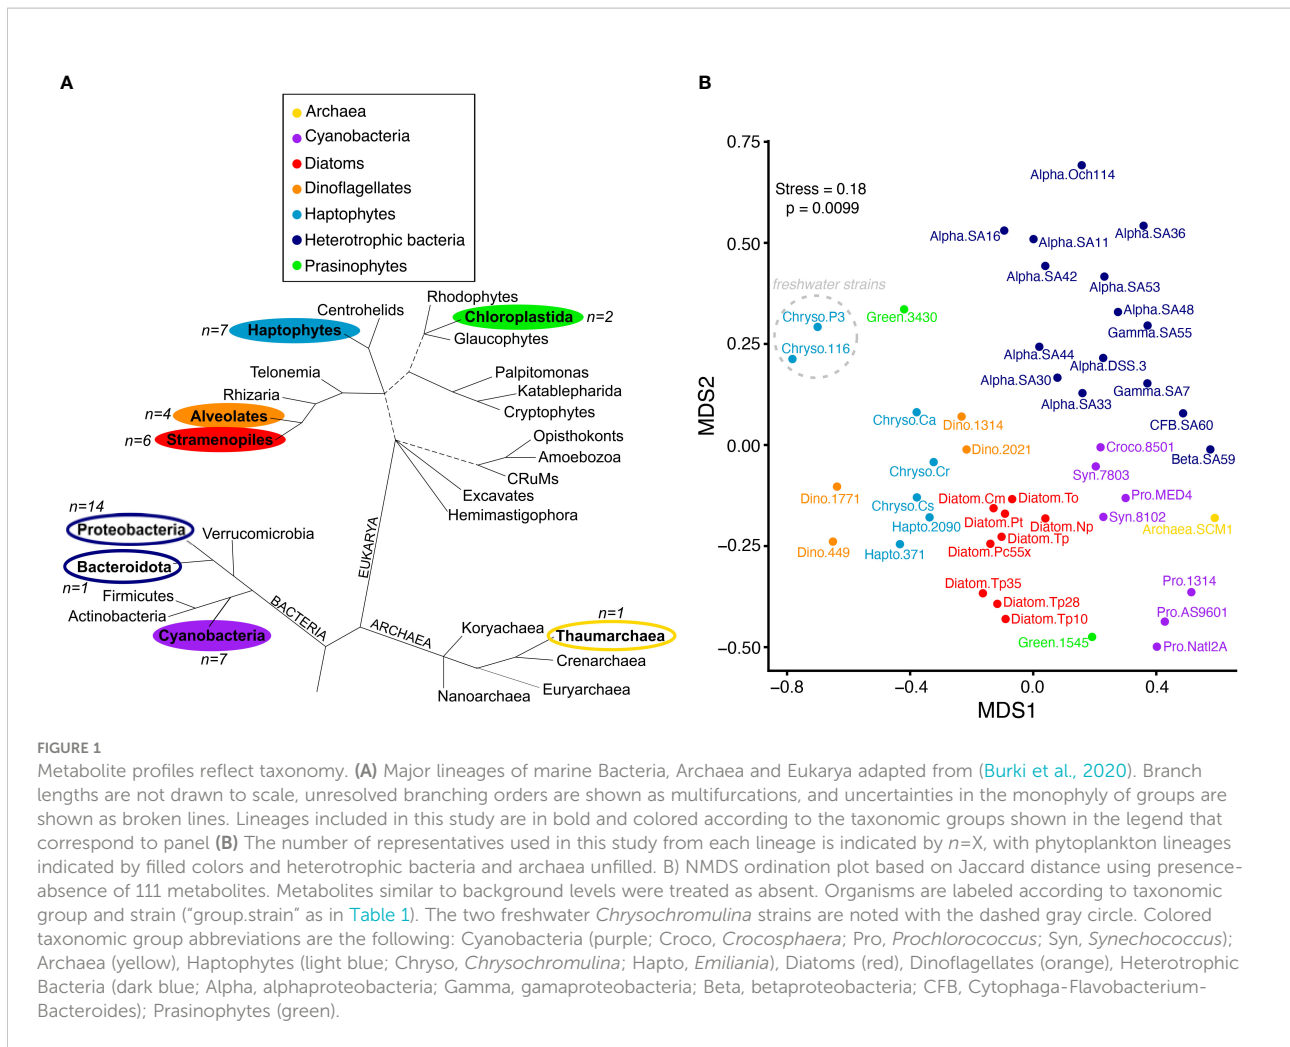 A
Archaea
Cyanobacteria
Diatoms
Dinoflagellates
Haptophytes
Heterotrophic bacteria
Prasinophytes
Rhodophytes
Centrohelids
Chloroplastida n=2
n=7 Haptophytes
Glaucophytes
Telonemia
Palpitomonas
Rhizaria
Katablepharida
n=4 Alveolates
Cryptophytes
n=6 Stramenopiles
Opisthokonts
Amoebozoa
CRuMs
Excavates
Hemimastigophora
n=14
Proteobacteria
Verrucomicrobia
EUKARYA
Bacteroidota
n=1
Firmicutes
Actinobacteria
BACTERIA
Cyanobacteria
n=7
ARCHAEA
n=1
Koryachaea
Thaumarchaea
Crenarchaea
Euryarchaea
Nanoarchaea
B
0.75
0.50
0.25
0.00
−0.25
−0.50
MDS2
Stress = 0.18
p = 0.0099
Alpha.Och114
Alpha.SA16
Alpha.SA11
Alpha.SA36
Alpha.SA42
Alpha.SA53
freshwater strains
Chryso.P3
Green.3430
Alpha.SA48
Gamma.SA55
Chryso.116
Alpha.SA44
Alpha.DSS.3
Alpha.SA30
Gamma.SA7
Alpha.SA33
Chryso.Ca
Dino.1314
CFB.SA60
Dino.2021
Croco.8501
Beta.SA59
Chryso.Cr
Syn.7803
Dino.1771
Chryso.Cs
Diatom.Cm
Diatom.To
Pro.MED4
Hapto.2090
Diatom.Pt
Diatom.Np
Syn.8102
Archaea.SCM1
Dino.449
Hapto.371
Diatom.Tp
Diatom.Pc55x
Diatom.Tp35
Pro.1314
Diatom.Tp28
Diatom.Tp10
Pro.AS9601
Green.1545
Pro.Natl2A
−0.8
−0.4
0.0
0.4
MDS1
FIGURE 1
Metabolite profiles reflect taxonomy. (A) Major lineages of marine Bacteria, Archaea and Eukarya adapted from (Burki et al., 2020). Branch
lengths are not drawn to scale, unresolved branching orders are shown as multifurcations, and uncertainties in the monophyly of groups are
shown as broken lines. Lineages included in this study are in bold and colored according to the taxonomic groups shown in the legend that
correspond to panel (B) The number of representatives used in this study from each lineage is indicated by n=X, with phytoplankton lineages
indicated by filled colors and heterotrophic bacteria and archaea unfilled. B) NMDS ordination plot based on Jaccard distance using presence-
absence of 111 metabolites. Metabolites similar to background levels were treated as absent. Organisms are labeled according to taxonomic
group and strain (“group.strain” as in Table 1). The two freshwater Chrysochromulina strains are noted with the dashed gray circle. Colored
taxonomic group abbreviations are the following: Cyanobacteria (purple; Croco, Crocosphaera; Pro, Prochlorococcus; Syn, Synechococcus);
Archaea (yellow), Haptophytes (light blue; Chryso, Chrysochromulina; Hapto, Emiliania), Diatoms (red), Dinoflagellates (orange), Heterotrophic
Bacteria (dark blue; Alpha, alphaproteobacteria; Gamma, gamaproteobacteria; Beta, betaproteobacteria; CFB, Cytophaga-Flavobacterium-
Bacteroides); Prasinophytes (green).